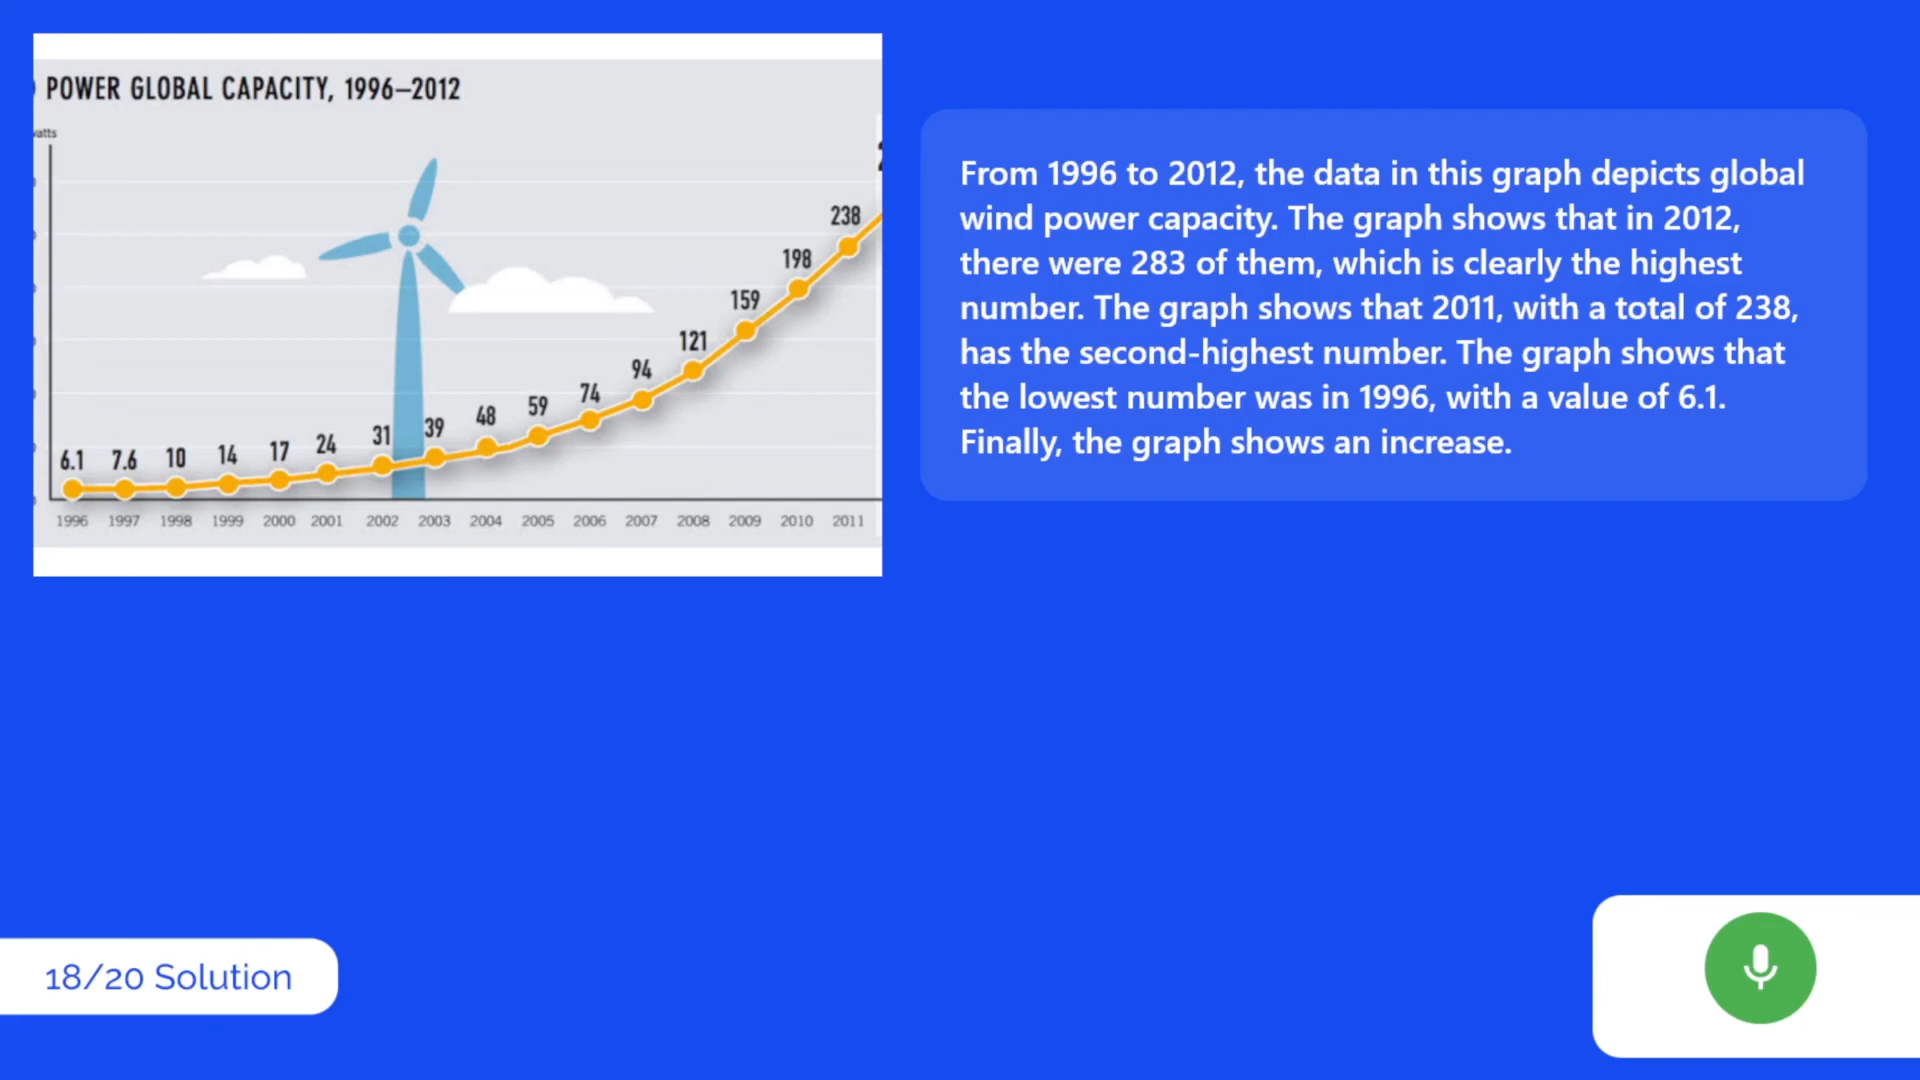 POWER GLOBAL CAPACITY, 1996–2012
238
198
159
121
94
74
59
48
39
31
24
17
14
10
7.6
6.1
1996 1997 1998 1999 2000 2001 2002 2003 2004 2005 2006 2007 2008 2009 2010 2011
From 1996 to 2012, the data in this graph depicts global
wind power capacity. The graph shows that in 2012,
there were 283 of them, which is clearly the highest
number. The graph shows that 2011, with a total of 238,
has the second-highest number. The graph shows that
the lowest number was in 1996, with a value of 6.1.
Finally, the graph shows an increase.
18/20 Solution